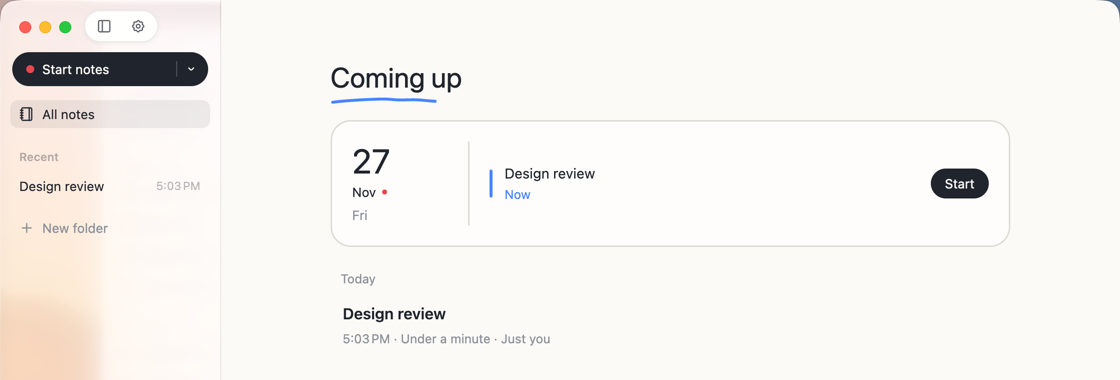 Start notes
All notes
Recent
Design review 5:03 PM
New folder
Coming up
27
Nov
Fri
Design review
Now
Start
Today
Design review
5:03 PM · Under a minute · Just you